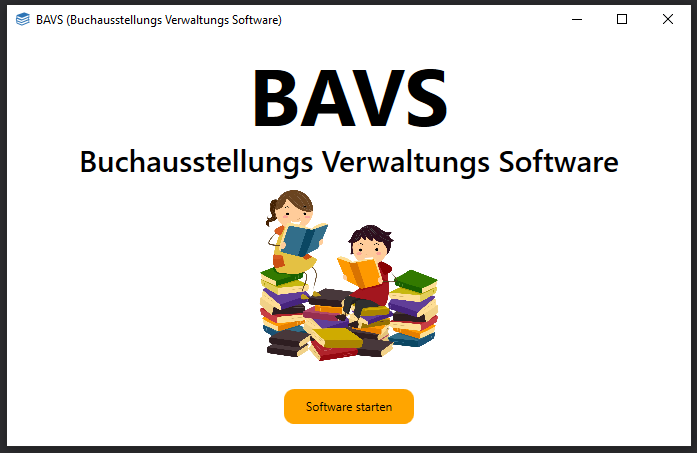 BAVS (Buchausstellungs Verwaltungs Software)
BAVS
Buchausstellungs Verwaltungs Software
Software starten